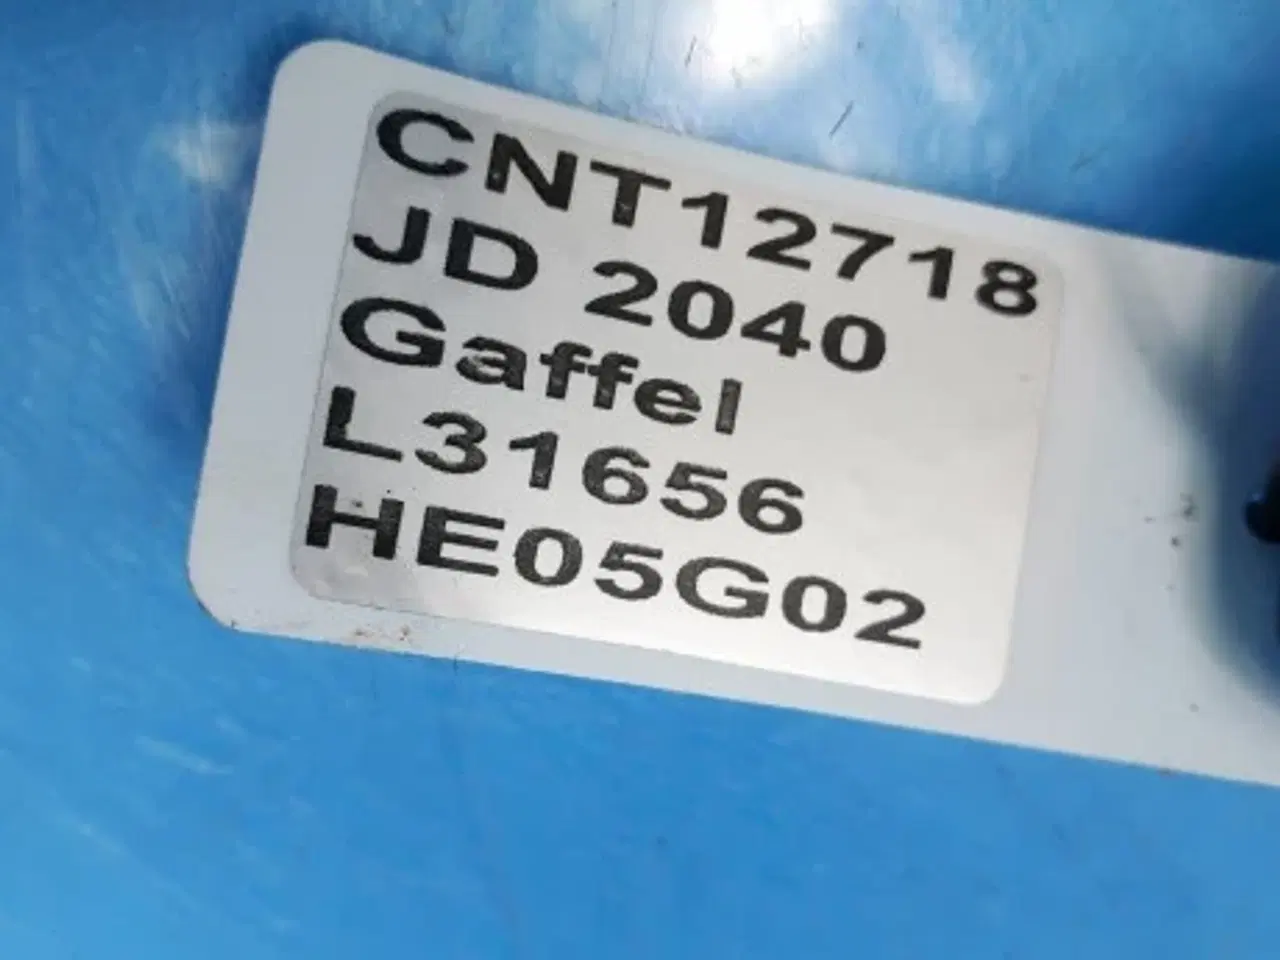 CNT12718
JD 2040
Gaffel
L31656
HE05G02